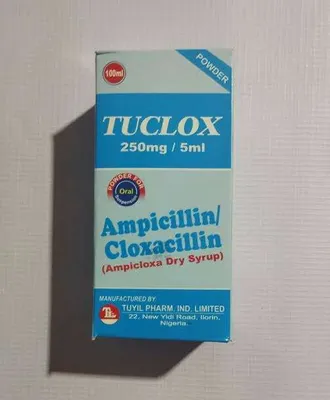 100ml
POWDER
TUCLOX
250mg / 5ml
POWDER FOR
Oral
Suspension
Ampicillin/
Cloxacillin
(Ampicloxa Dry Syrup)
MANUFACTURED BY
TUYIL PHARM. IND. LIMITED
22, New Yidi Road, Ilorin,
Nigeria.